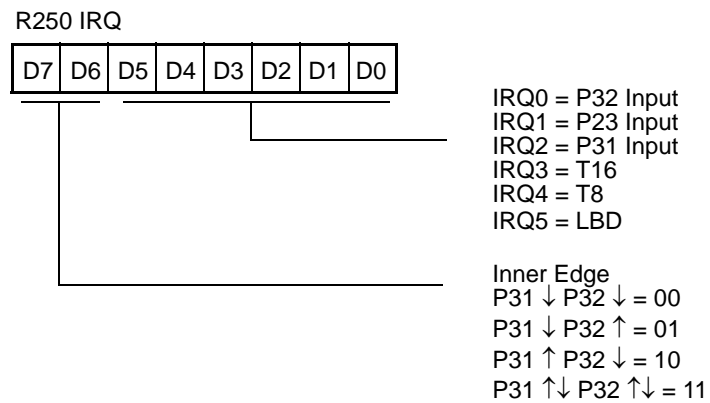 R250 IRQ
D7 D6 D5 D4 D3 D2 D1 D0
IRQ0 = P32 Input
IRQ1 = P23 Input
IRQ2 = P31 Input
IRQ3 = T16
IRQ4 = T8
IRQ5 = LBD
Inner Edge
P31 ↓ P32 ↓ = 00
P31 ↓ P32 ↑ = 01
P31 ↑ P32 ↓ = 10
P31 ↑↓ P32 ↑↓ = 11